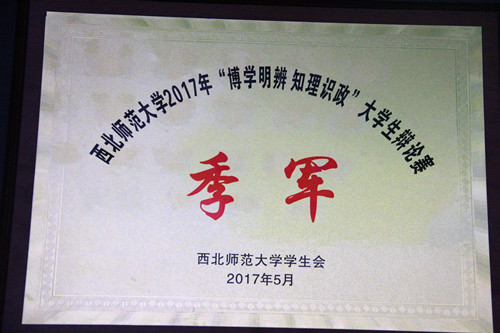 西北师范大学2017年“博学明辨 知理识政”大学生辩论赛
季军
西北师范大学学生会
2017年5月